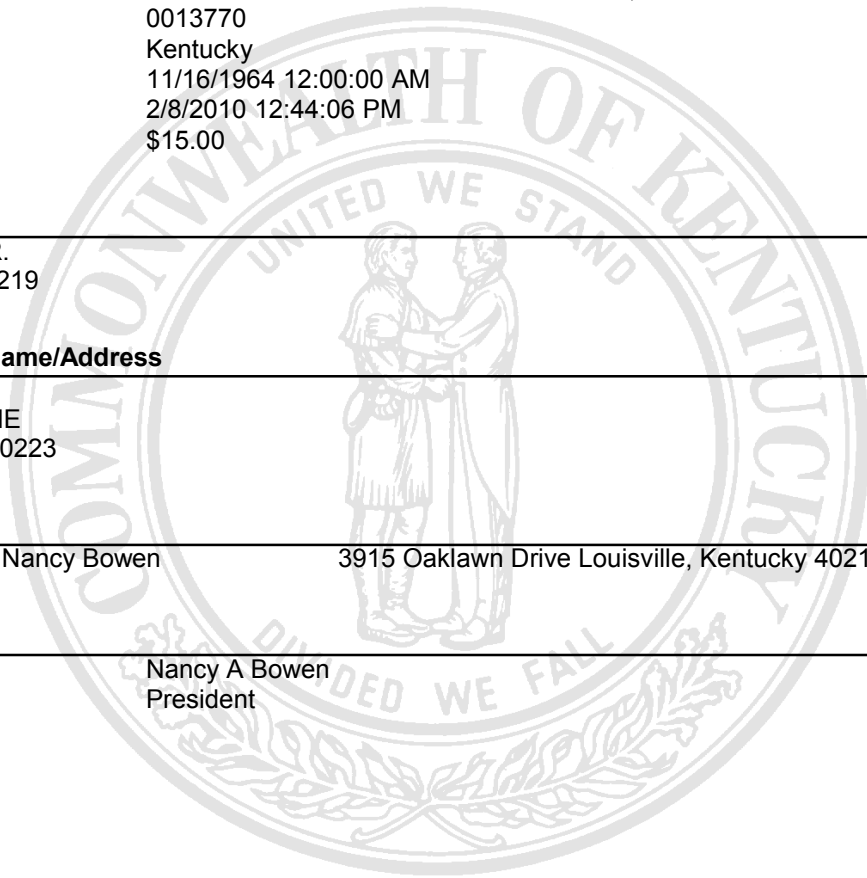 0013770
Kentucky
11/16/1964 12:00:00 AM
2/8/2010 12:44:06 PM
$15.00
COMMONWEALTH OF KENTUCKY
UNITED WE STAND
219
ame/Address
0223
Nancy Bowen 3915 Oaklawn Drive Louisville, Kentucky 4021
DIVIDED WE FALL
Nancy A Bowen
President